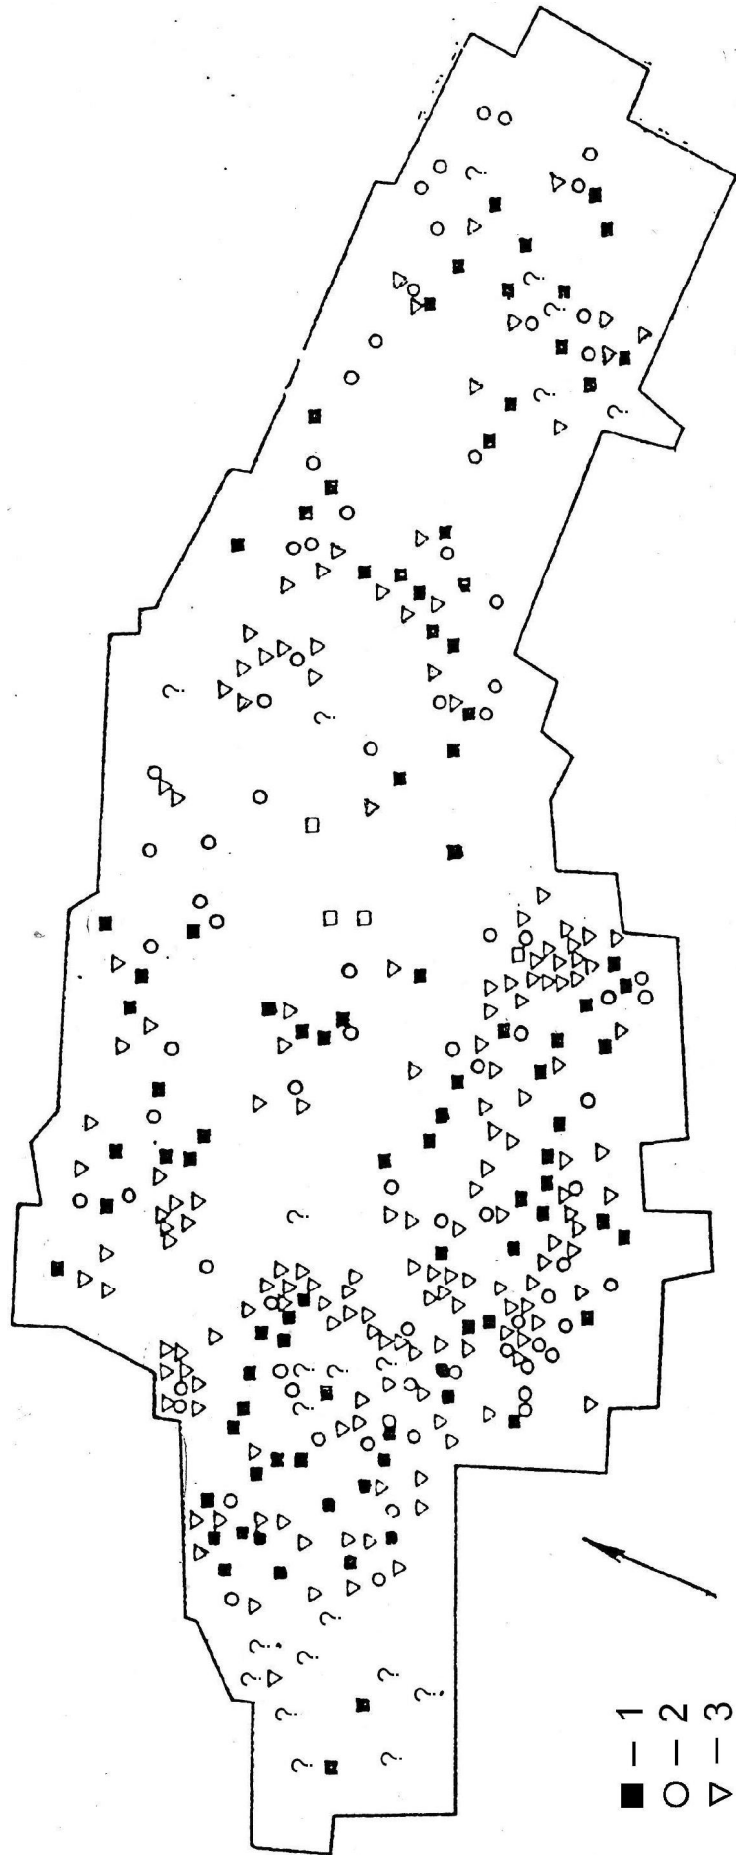 ■ – 1
○ – 2
▽ – 3